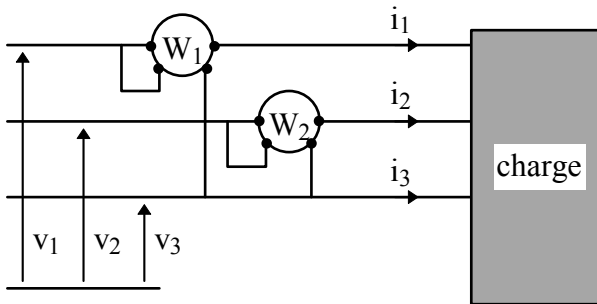 W₁
i₁
W₂
i₂
i₃
charge
v₁
v₂
v₃